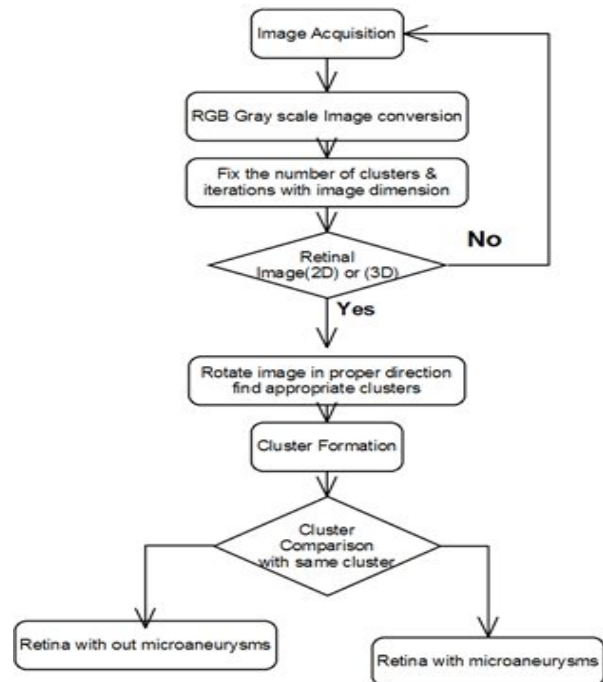 Image Acquisition
RGB Gray scale Image conversion
Fix the number of clusters &
iterations with image dimension
Retinal
Image(2D) or (3D)
No
Yes
Rotate image in proper direction
find appropriate clusters
Cluster Formation
Cluster
Comparison
with same cluster
Retina with out microaneurysms
Retina with microaneurysms